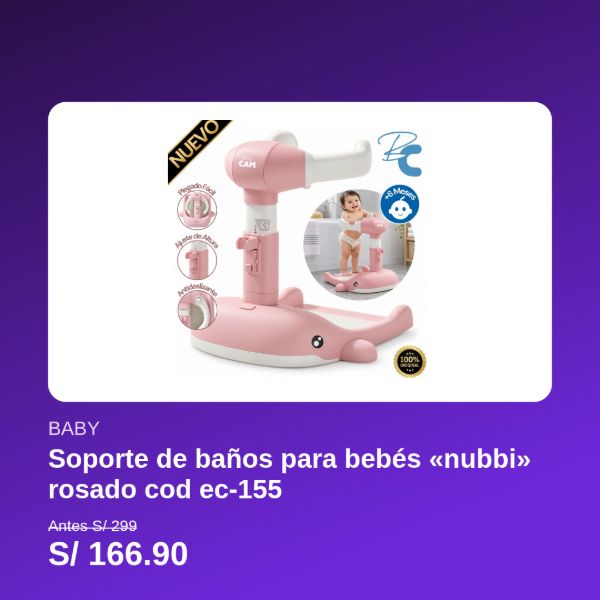 NUEVO
BC
CAM
+6 Meses
Plegado Fácil
Ajuste de Altura
Antideslizante
100%
ORIGINAL
BABY
Soporte de baños para bebés «nubbi»
rosado cod ec-155
Antes S/ 299
S/ 166.90